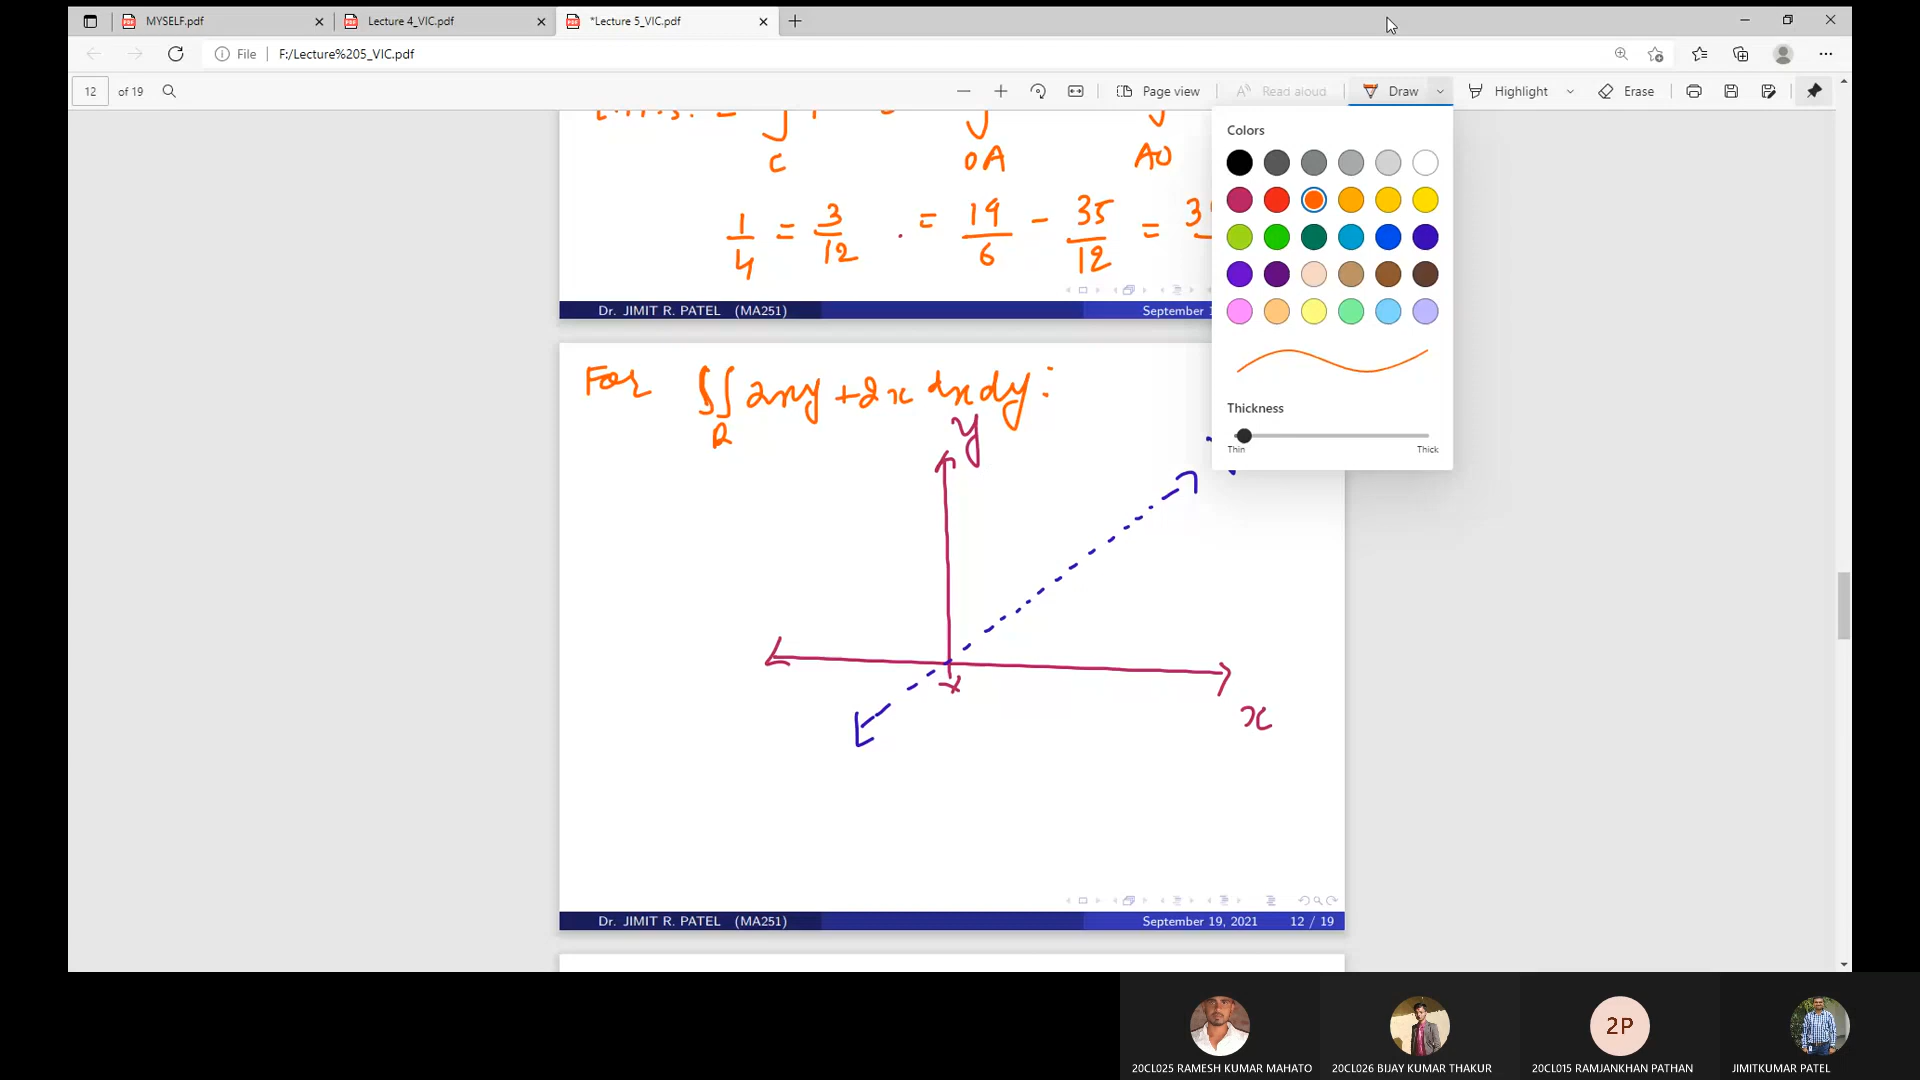 MYSELF.pdf
Lecture 4_VIC.pdf
*Lecture 5_VIC.pdf
File F:/Lecture%205_VIC.pdf
12 of 19
Page view
Read aloud
Draw
Highlight
Erase
Colors
Thickness
Thin Thick
C OA AO
1/4 = 3/12 . = 19/6 - 35/12 =
Dr. JIMIT R. PATEL (MA251) September
For ∬ 2xy + 2x dx dy :
R
y
x
Dr. JIMIT R. PATEL (MA251) September 19, 2021 12 / 19
2P
20CL025 RAMESH KUMAR MAHATO
20CL026 BIJAY KUMAR THAKUR
20CL015 RAMJANKHAN PATHAN
JIMITKUMAR PATEL